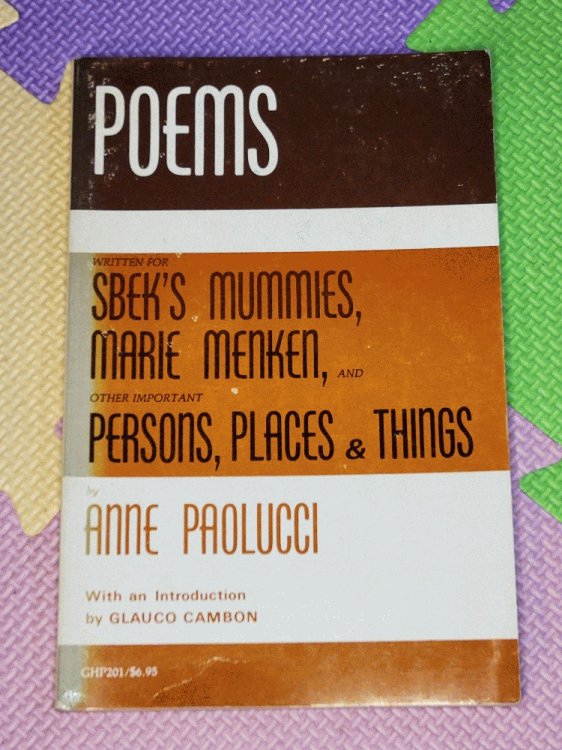 POEMS
WRITTEN FOR
SBEK'S MUMMIES,
MARIE MENKEN, AND
OTHER IMPORTANT
PERSONS, PLACES & THINGS
by
ANNE PAOLUCCI
With an Introduction
by GLAUCO CAMBON
GHP201/$6.95